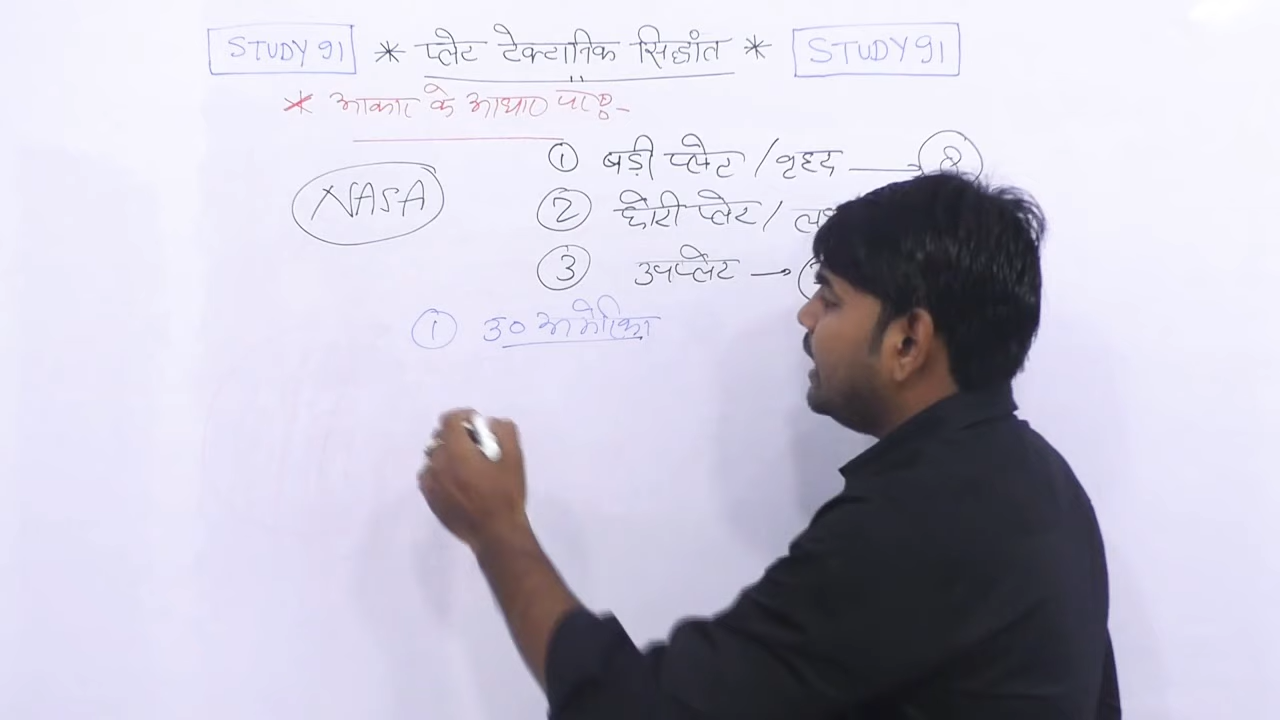 STUDY 91 * प्लेट टेक्टानिक सिद्धांत * STUDY 91
* आकार के आधार पर :-
① बड़ी प्लेट / वृहद →
NASA
② छोटी प्लेट /
③ उपप्लेट →
① उ० अमेरिका